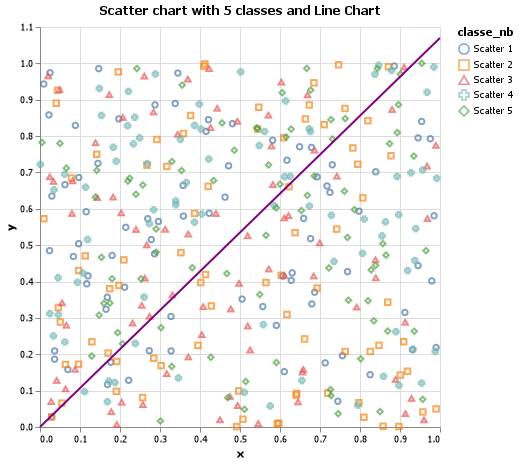 Scatter chart with 5 classes and Line Chart
classe_nb
Scatter 1
Scatter 2
Scatter 3
Scatter 4
Scatter 5
y
1.1
1.0
0.9
0.8
0.7
0.6
0.5
0.4
0.3
0.2
0.1
0.0
0.0 0.1 0.2 0.3 0.4 0.5 0.6 0.7 0.8 0.9 1.0
x